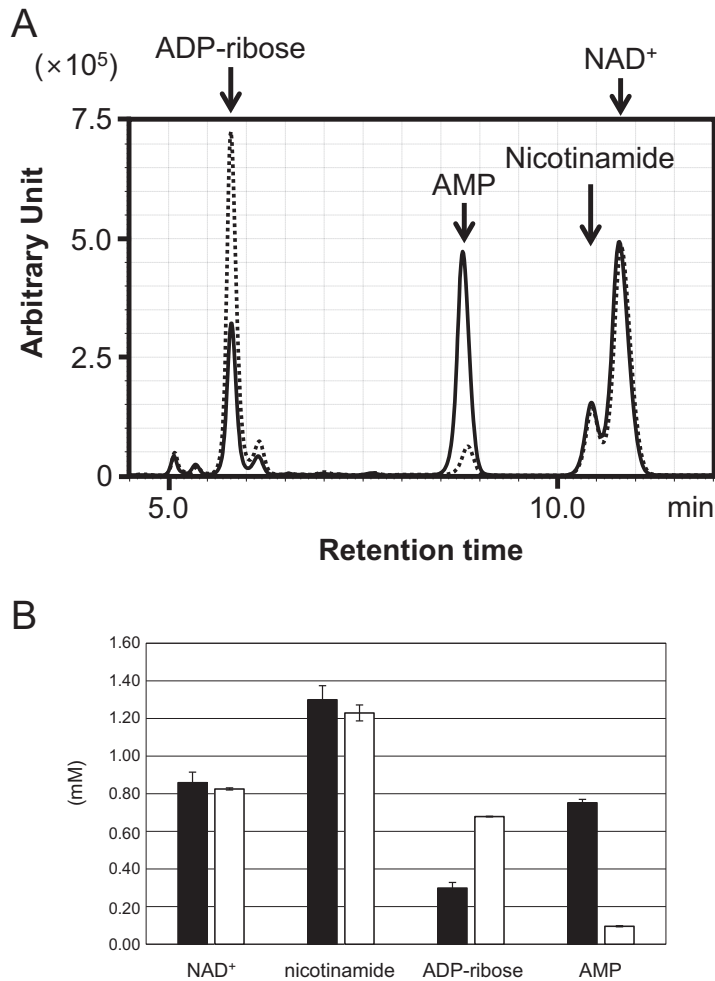 A
ADP-ribose
NAD⁺
(×10⁵)
7.5
Nicotinamide
AMP
5.0
Arbitrary Unit
2.5
0
5.0 10.0 min
Retention time
B
1.60
1.40
1.20
1.00
(mM)
0.80
0.60
0.40
0.20
0.00
NAD⁺ nicotinamide ADP-ribose AMP